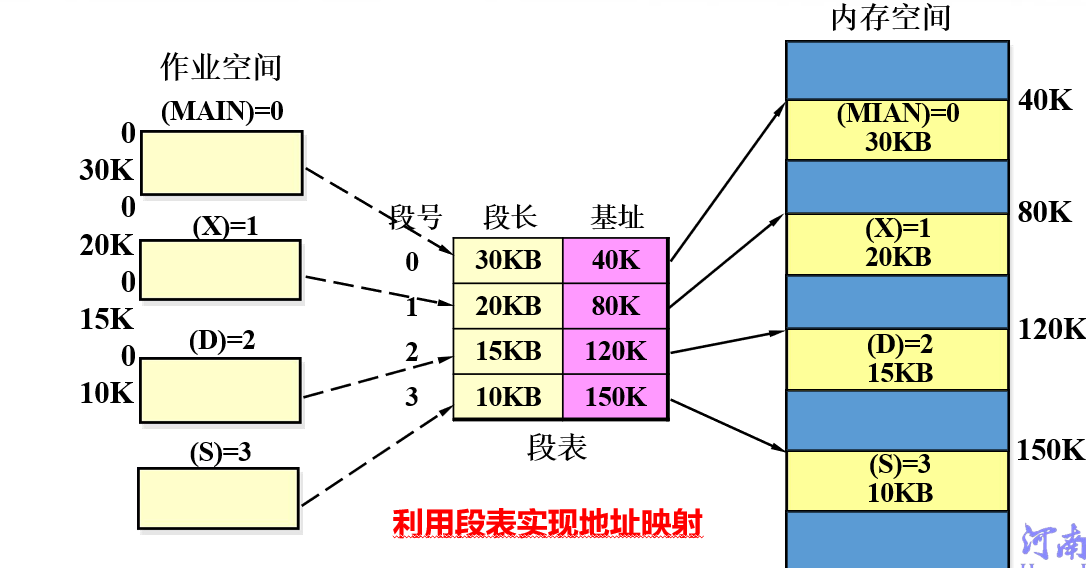 作业空间
(MAIN)=0
0
30K
0
(X)=1
20K
0
15K
(D)=2
0
10K
(S)=3
段号 段长 基址
0 30KB 40K
1 20KB 80K
2 15KB 120K
3 10KB 150K
段表
利用段表实现地址映射
内存空间
40K
(MIAN)=0
30KB
80K
(X)=1
20KB
120K
(D)=2
15KB
150K
(S)=3
10KB
河南